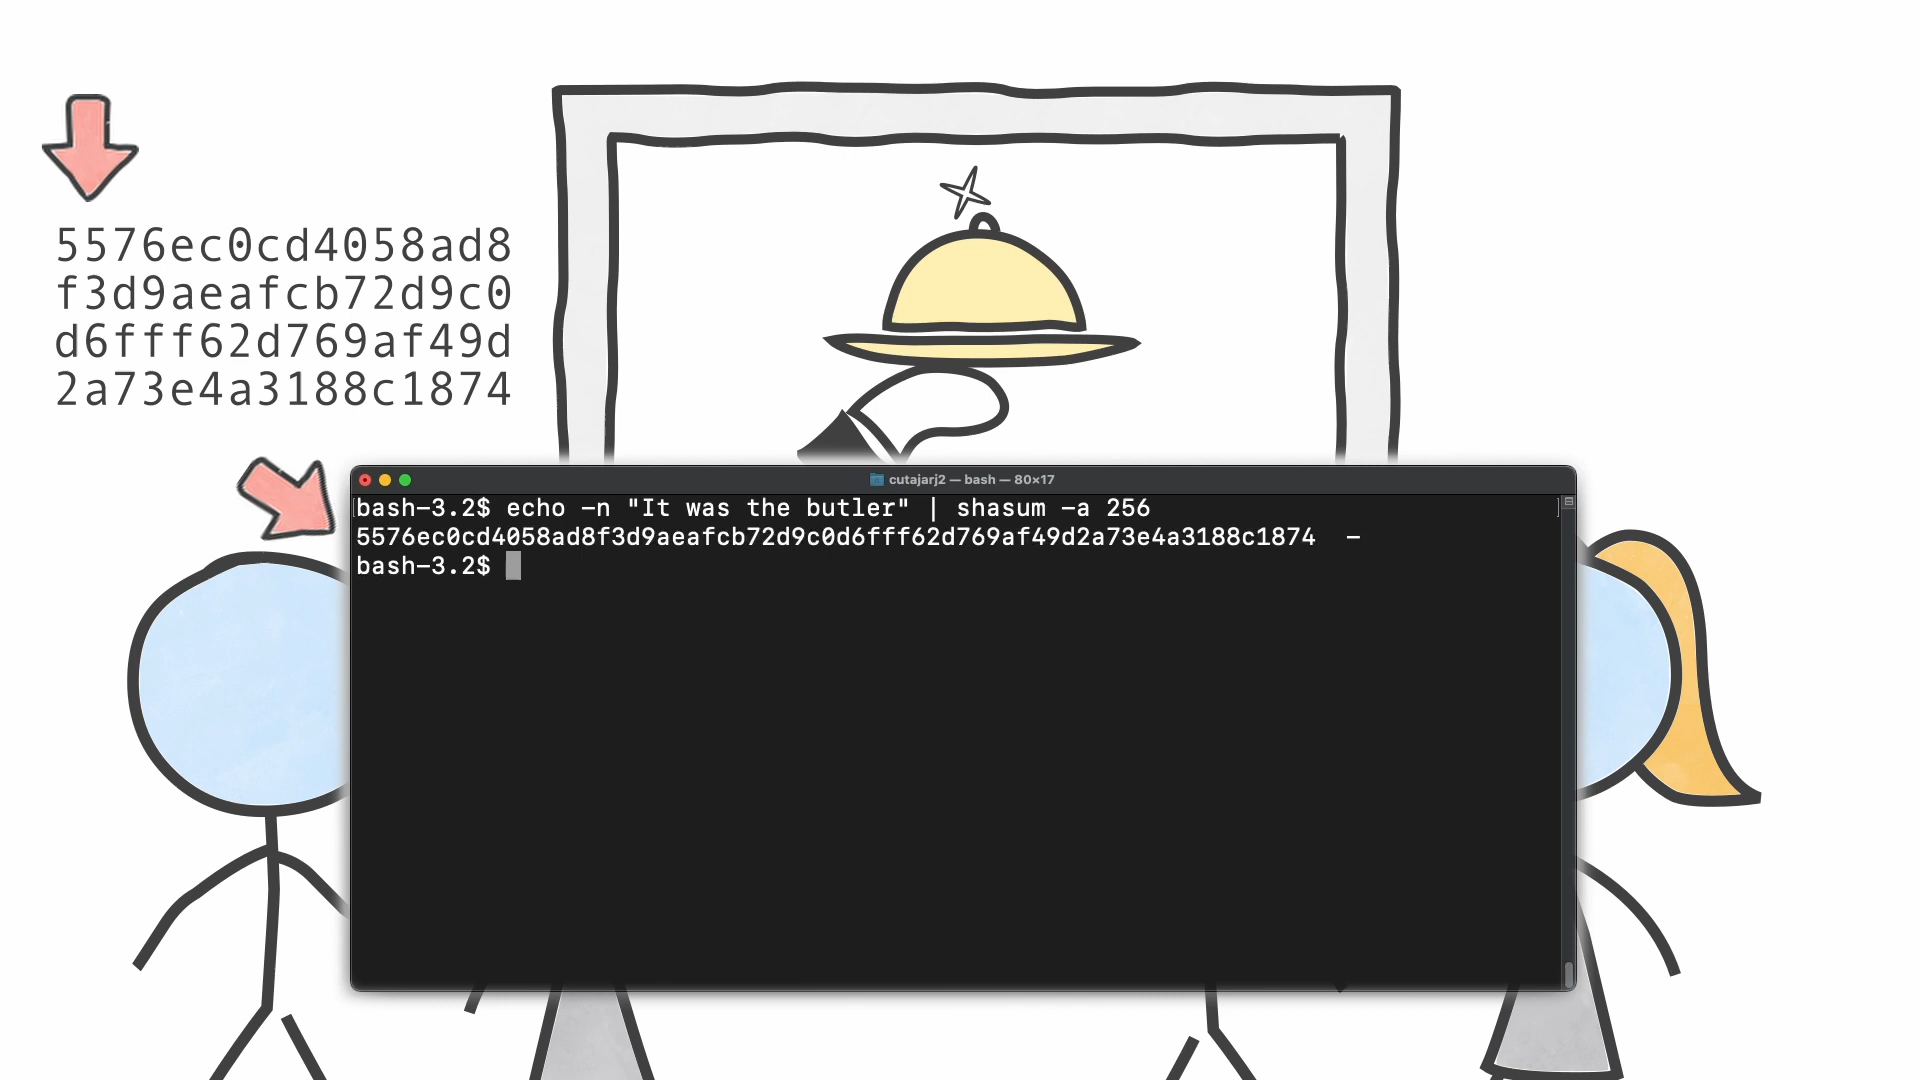 5576ec0cd4058ad8
f3d9aeafcb72d9c0
d6fff62d769af49d
2a73e4a3188c1874
cutajarj2 — bash — 80×17
bash-3.2$ echo -n "It was the butler" | shasum -a 256
5576ec0cd4058ad8f3d9aeafcb72d9c0d6fff62d769af49d2a73e4a3188c1874  -
bash-3.2$